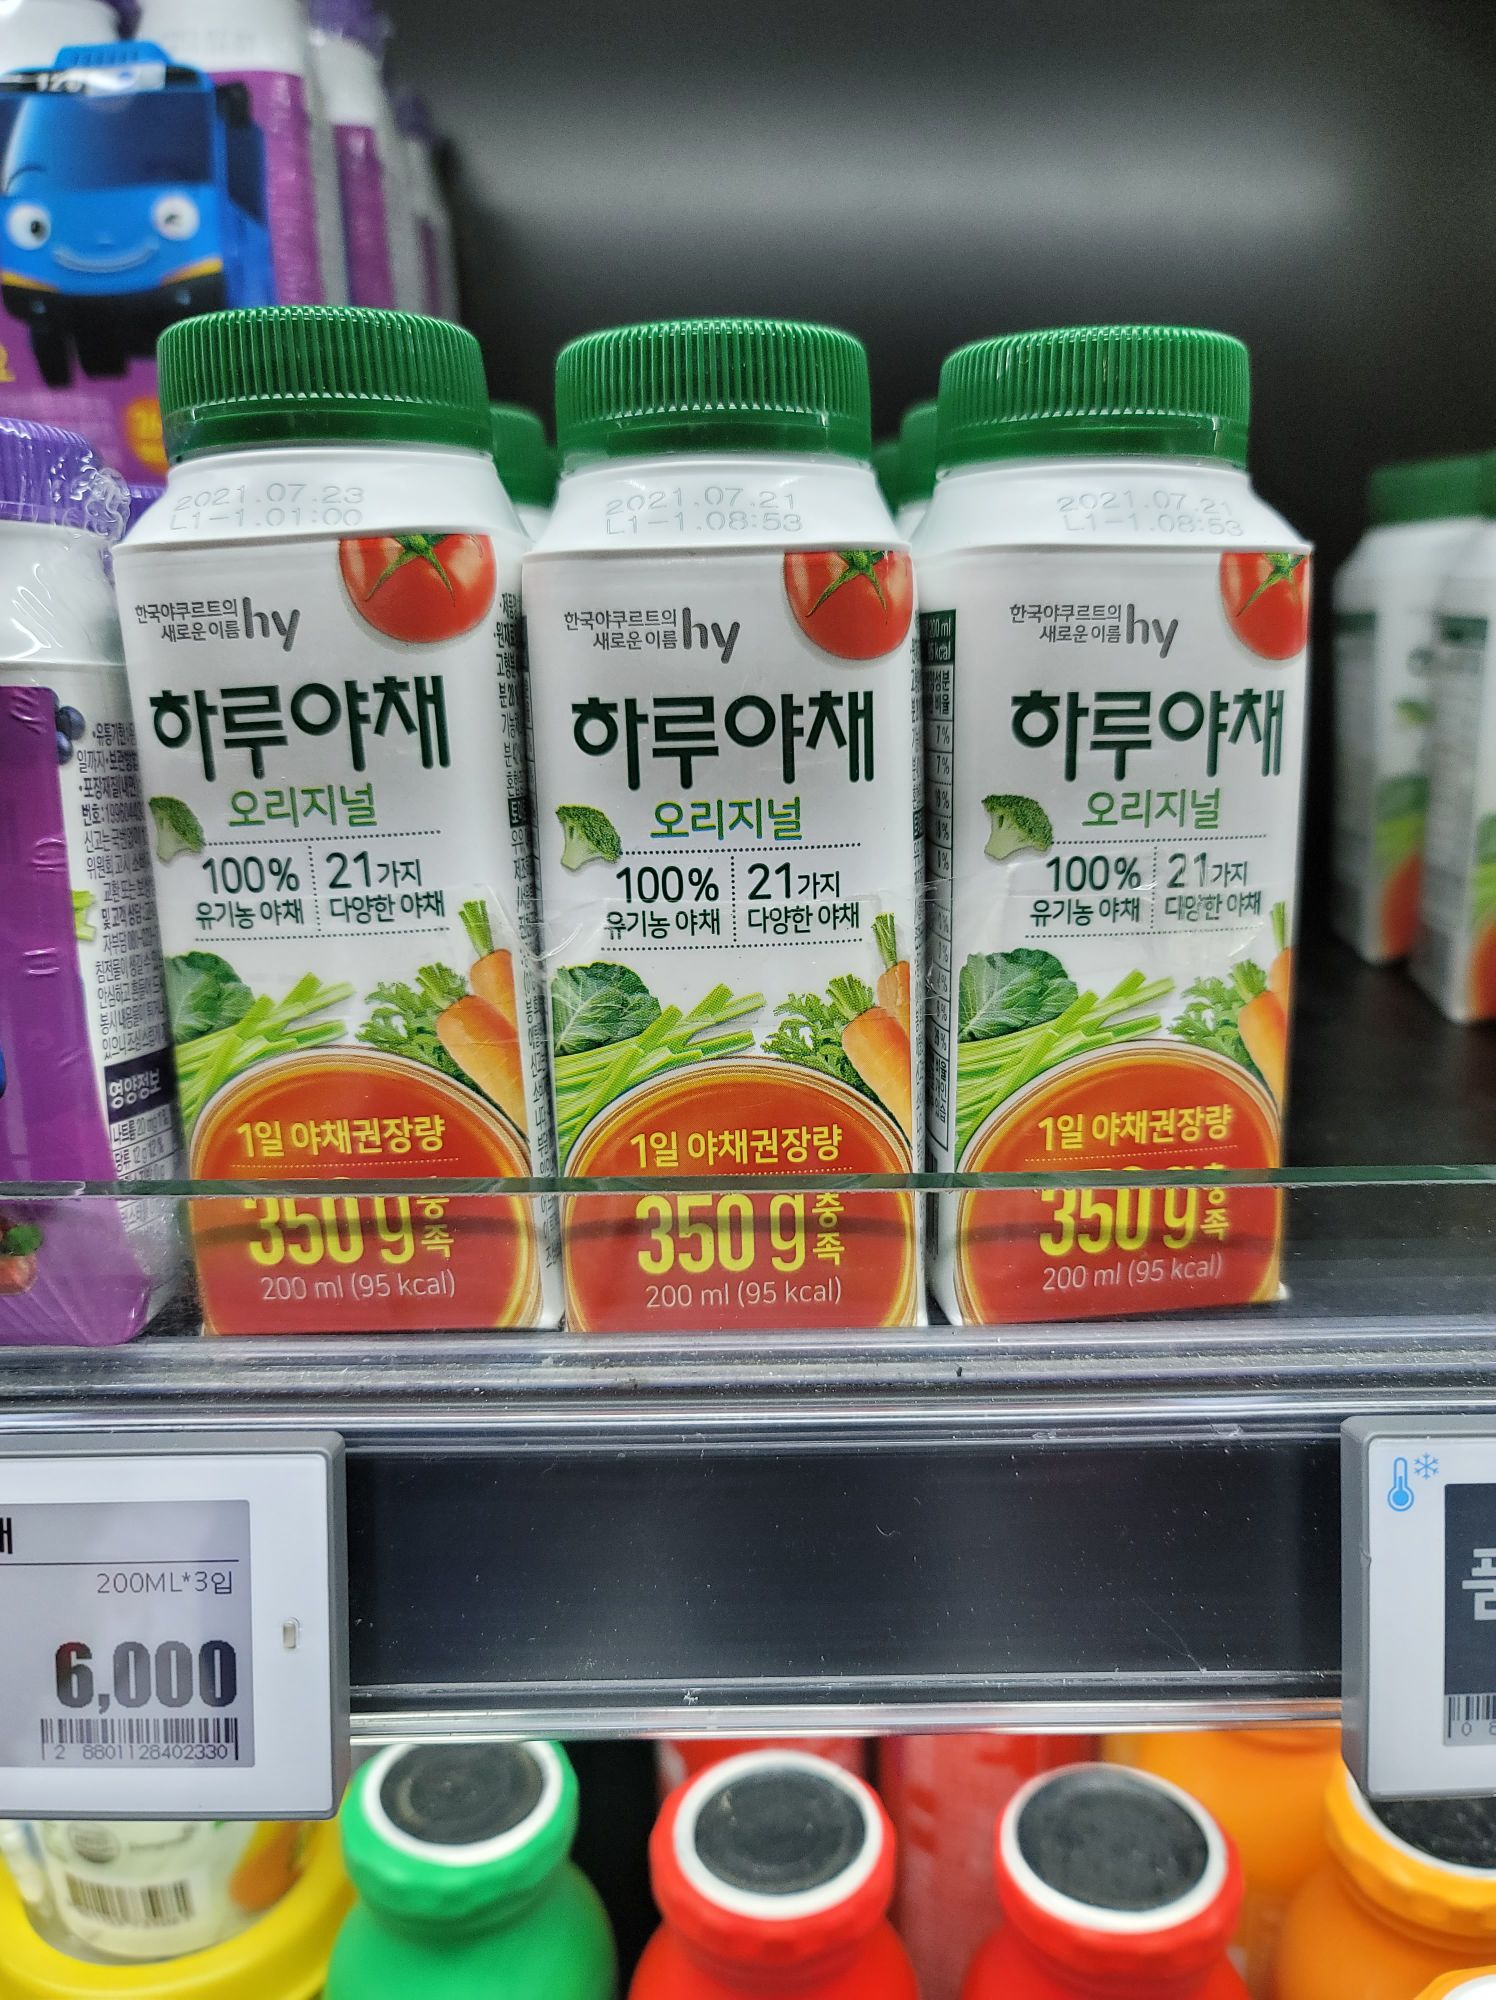 120
2021.07.23
L1-1.01:00
한국야쿠르트의
새로운 이름 hy
하루야채
오리지널
100%
유기농 야채
21가지
다양한 야채
1일 야채권장량
350g 충족
200 ml (95 kcal)
2021.07.21
L1-1.08:53
한국야쿠르트의
새로운 이름 hy
하루야채
오리지널
100%
유기농 야채
21가지
다양한 야채
1일 야채권장량
350g 충족
200 ml (95 kcal)
2021.07.21
L1-1.08:53
한국야쿠르트의
새로운 이름 hy
하루야채
오리지널
100%
유기농 야채
21가지
다양한 야채
1일 야채권장량
350g 충족
200 ml (95 kcal)
영양정보
200ML*3입
6,000
2 8801128402330